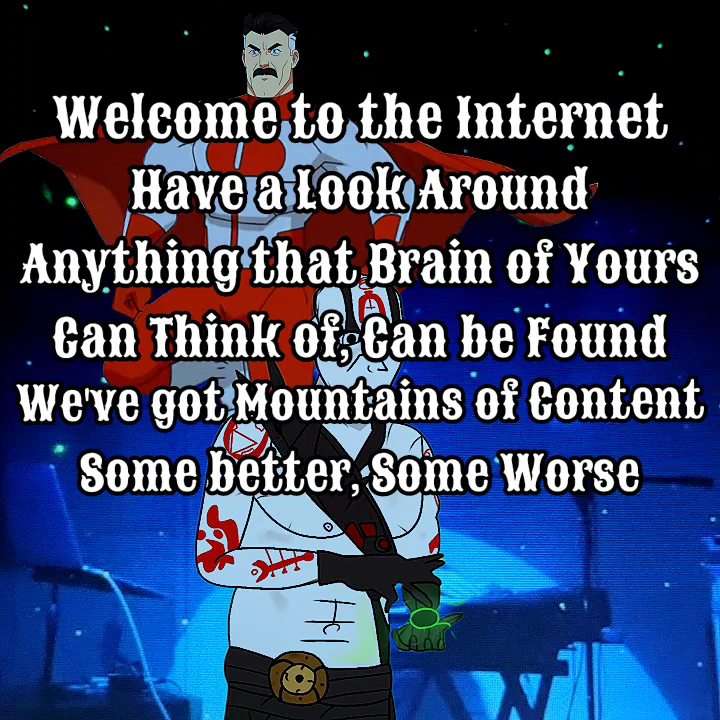 Welcome to the Internet
Have a Look Around
Anything that Brain of Yours
Can Think of, Can be Found
We've got Mountains of Content
Some better, Some Worse